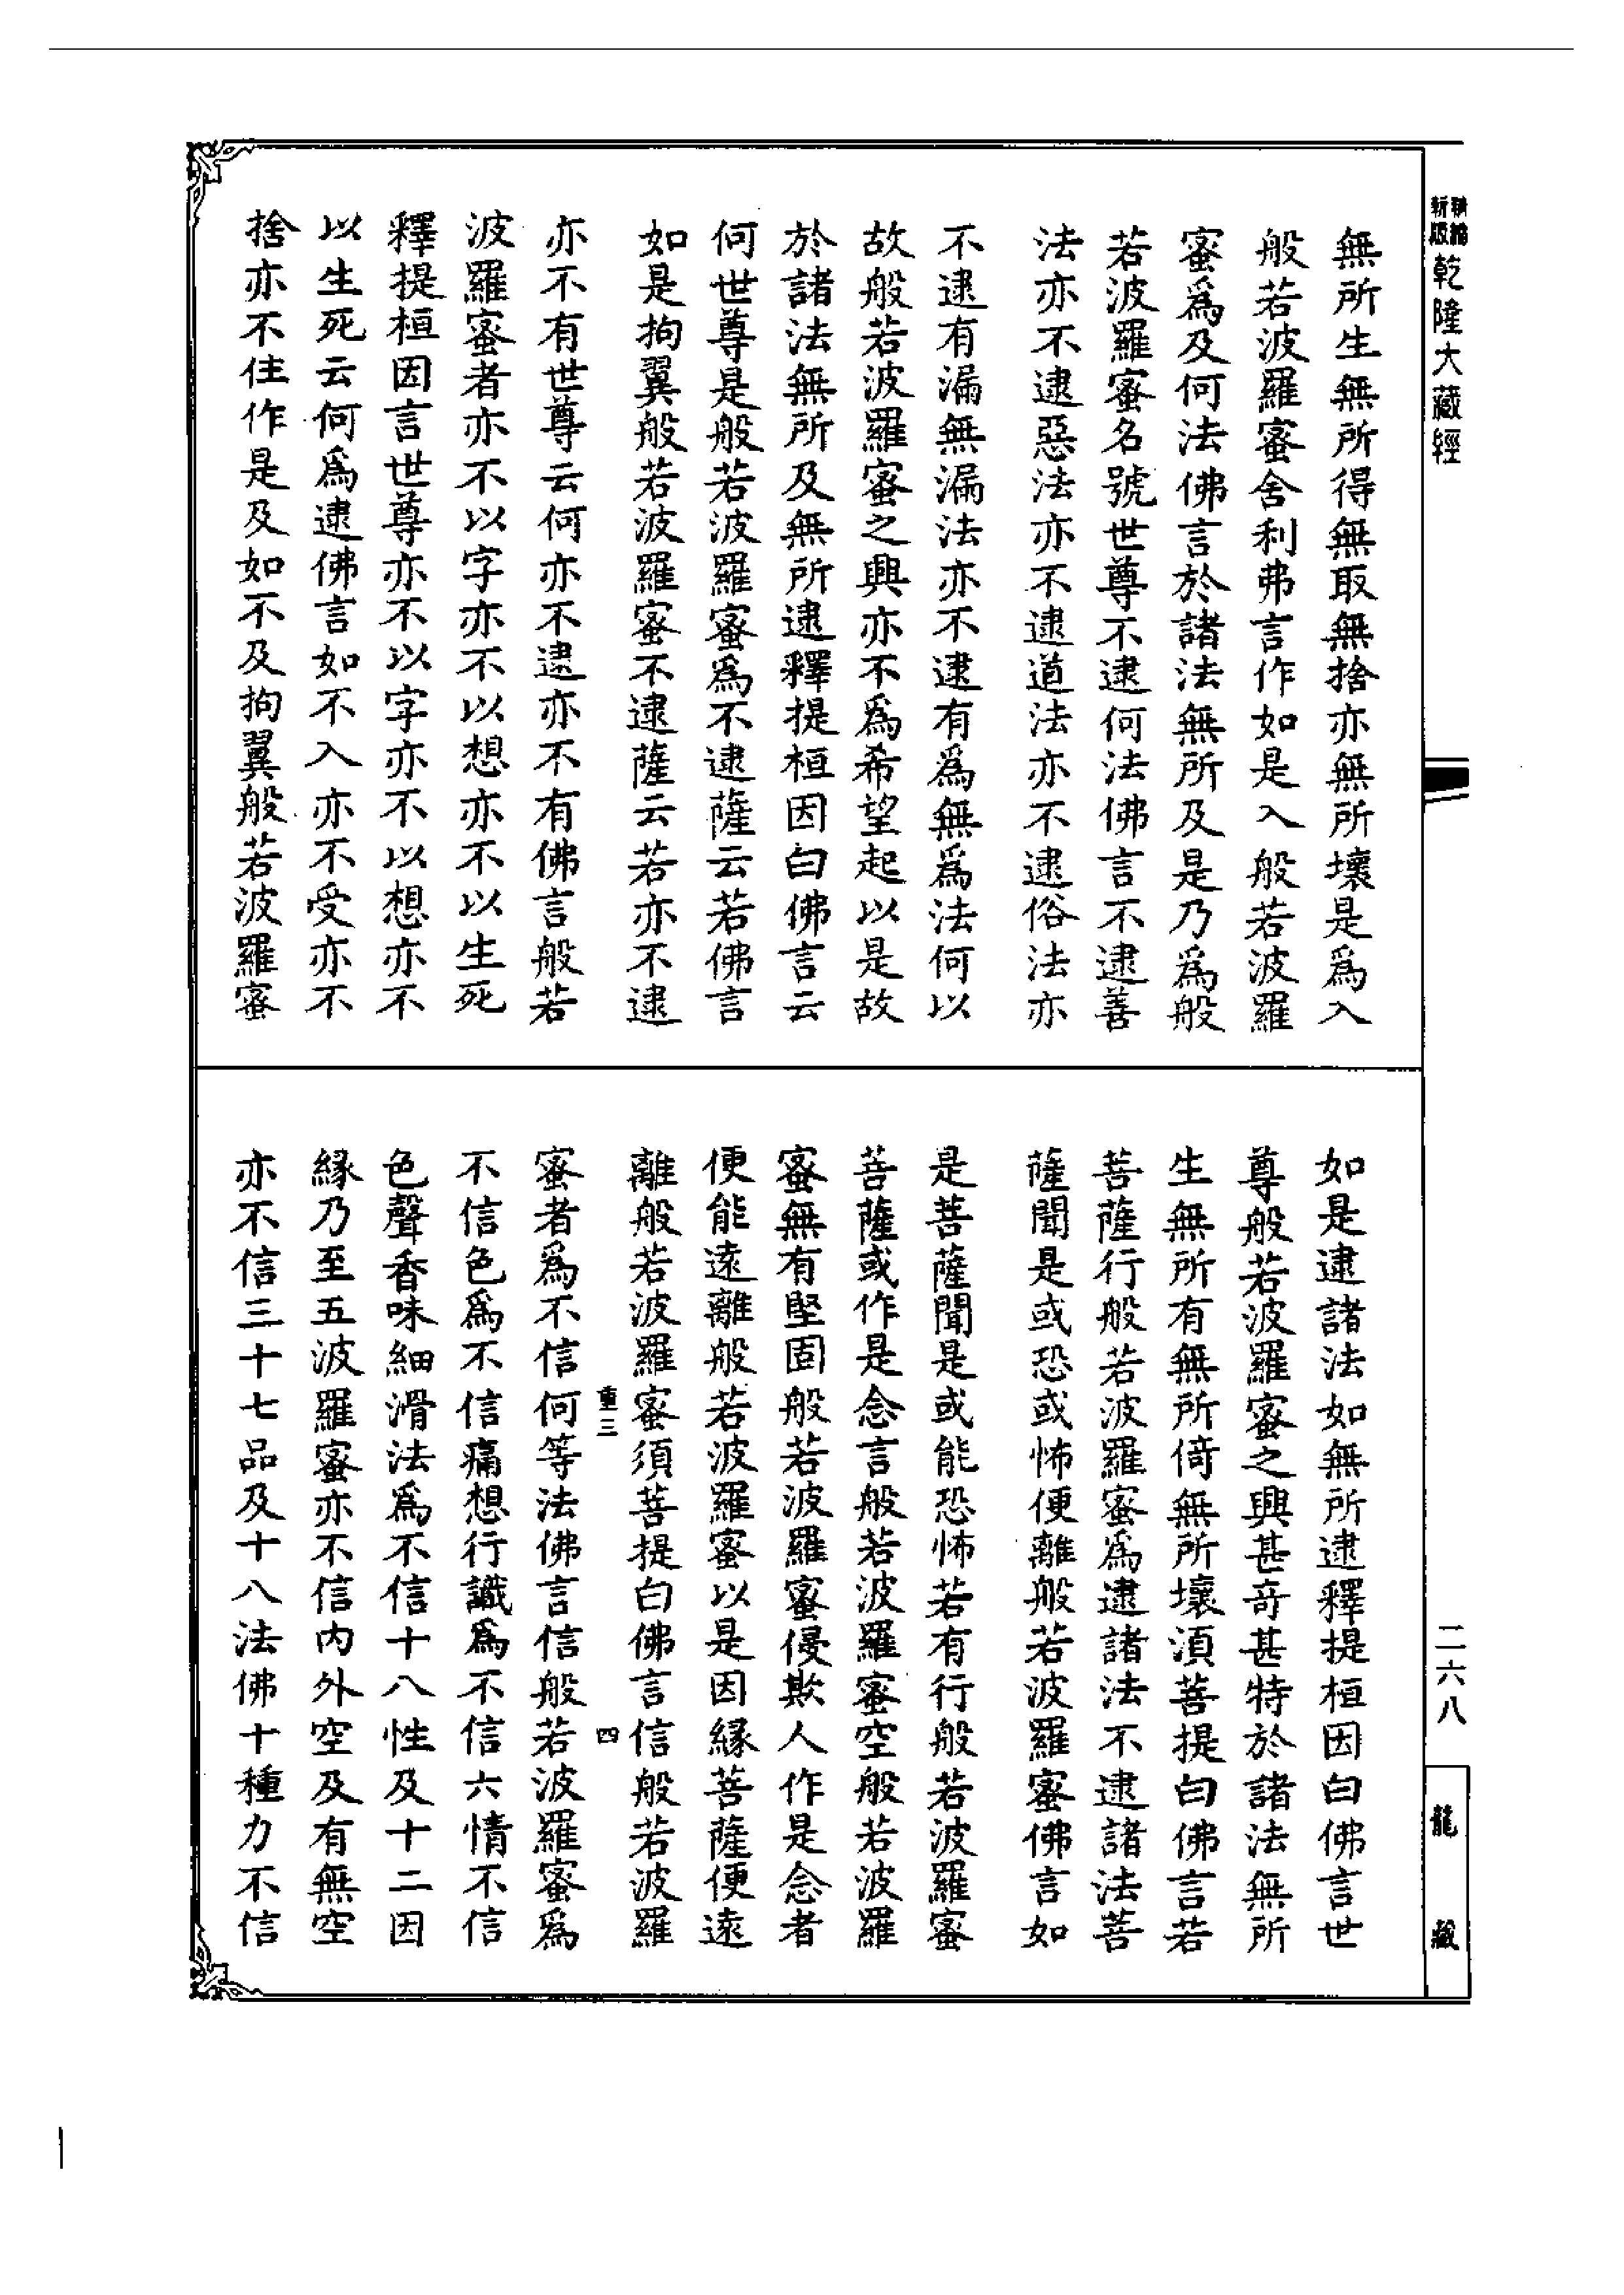 精縮新版乾隆大藏經
無所生無所得無取無捨亦無所壞是為入
般若波羅蜜舍利弗言作如是入般若波羅
蜜為及何法佛言於諸法無所及是乃為般
若波羅蜜名號世尊不逮何法佛言不逮善
法亦不逮惡法亦不逮道法亦不逮俗法亦
不逮有漏無漏法亦不逮有為無為法何以
故般若波羅蜜之興亦不為希望起以是故
於諸法無所及無所逮釋提桓因白佛言云
何世尊是般若波羅蜜為不逮薩云若佛言
如是拘翼般若波羅蜜不逮薩云若亦不逮
亦不有世尊云何亦不逮亦不有佛言般若
波羅蜜者亦不以字亦不以想亦不以生死
釋提桓因言世尊亦不以字亦不以想亦不
以生死云何為逮佛言如不入亦不受亦不
捨亦不住作是及如不及拘翼般若波羅蜜
如是逮諸法如無所逮釋提桓因白佛言世
尊般若波羅蜜之興甚奇甚特於諸法無所
生無所有無所倚無所壞須菩提白佛言若
菩薩行般若波羅蜜為逮諸法不逮諸法菩
薩聞是或恐或怖便離般若波羅蜜佛言如
是菩薩聞是或能恐怖若有行般若波羅蜜
菩薩或作是念言般若波羅蜜空般若波羅
蜜無有堅固般若波羅蜜侵欺人作是念者
便能遠離般若波羅蜜以是因緣菩薩便遠
離般若波羅蜜須菩提白佛言信般若波羅
重三 四
蜜者為不信何等法佛言信般若波羅蜜為
不信色為不信痛想行識為不信六情不信
色聲香味細滑法為不信十八性及十二因
緣乃至五波羅蜜亦不信內外空及有無空
亦不信三十七品及十八法佛十種力不信
二六八
龍藏